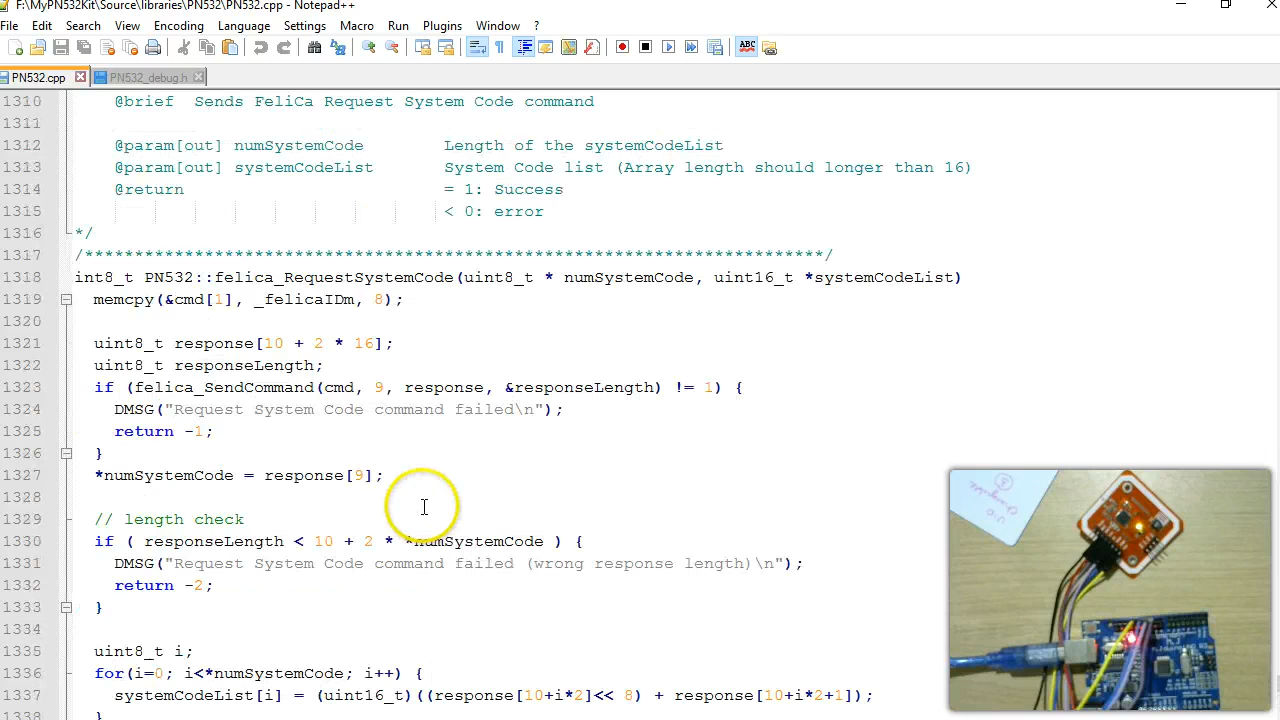 F:\MyPN532Kit\Source\libraries\PN532\PN532.cpp - Notepad++
File Edit Search View Encoding Language Settings Macro Run Plugins Window ?
PN532.cpp PN532_debug.h
1310 @brief Sends FeliCa Request System Code command
1311
1312 @param[out] numSystemCode Length of the systemCodeList
1313 @param[out] systemCodeList System Code list (Array length should longer than 16)
1314 @return = 1: Success
1315 < 0: error
1316 */
1317 /***************************************************************************/
1318 int8_t PN532::felica_RequestSystemCode(uint8_t * numSystemCode, uint16_t *systemCodeList)
1319 memcpy(&cmd[1], _felicaIDm, 8);
1320
1321 uint8_t response[10 + 2 * 16];
1322 uint8_t responseLength;
1323 if (felica_SendCommand(cmd, 9, response, &responseLength) != 1) {
1324 DMSG("Request System Code command failed\n");
1325 return -1;
1326 }
1327 *numSystemCode = response[9];
1328
1329 // length check
1330 if ( responseLength < 10 + 2 * *numSystemCode ) {
1331 DMSG("Request System Code command failed (wrong response length)\n");
1332 return -2;
1333 }
1334
1335 uint8_t i;
1336 for(i=0; i<*numSystemCode; i++) {
1337 systemCodeList[i] = (uint16_t)((response[10+i*2]<< 8) + response[10+i*2+1]);
1338 }